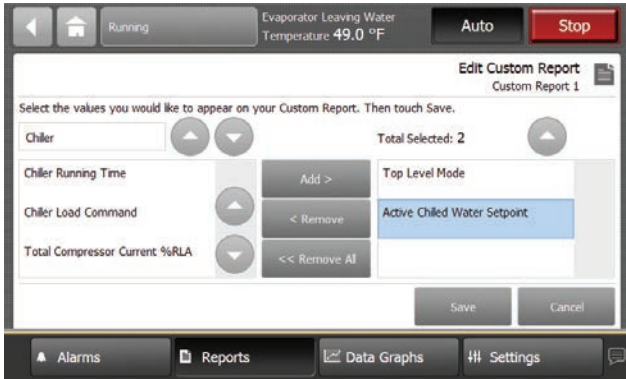 Running
Evaporator Leaving Water
Temperature 49.0 °F
Auto
Stop
Edit Custom Report
Custom Report 1
Select the values you would like to appear on your Custom Report. Then touch Save.
Chiller
Total Selected: 2
Chiller Running Time
Chiller Load Command
Total Compressor Current %RLA
Add >
< Remove
<< Remove All
Top Level Mode
Active Chilled Water Setpoint
Save
Cancel
Alarms
Reports
Data Graphs
Settings